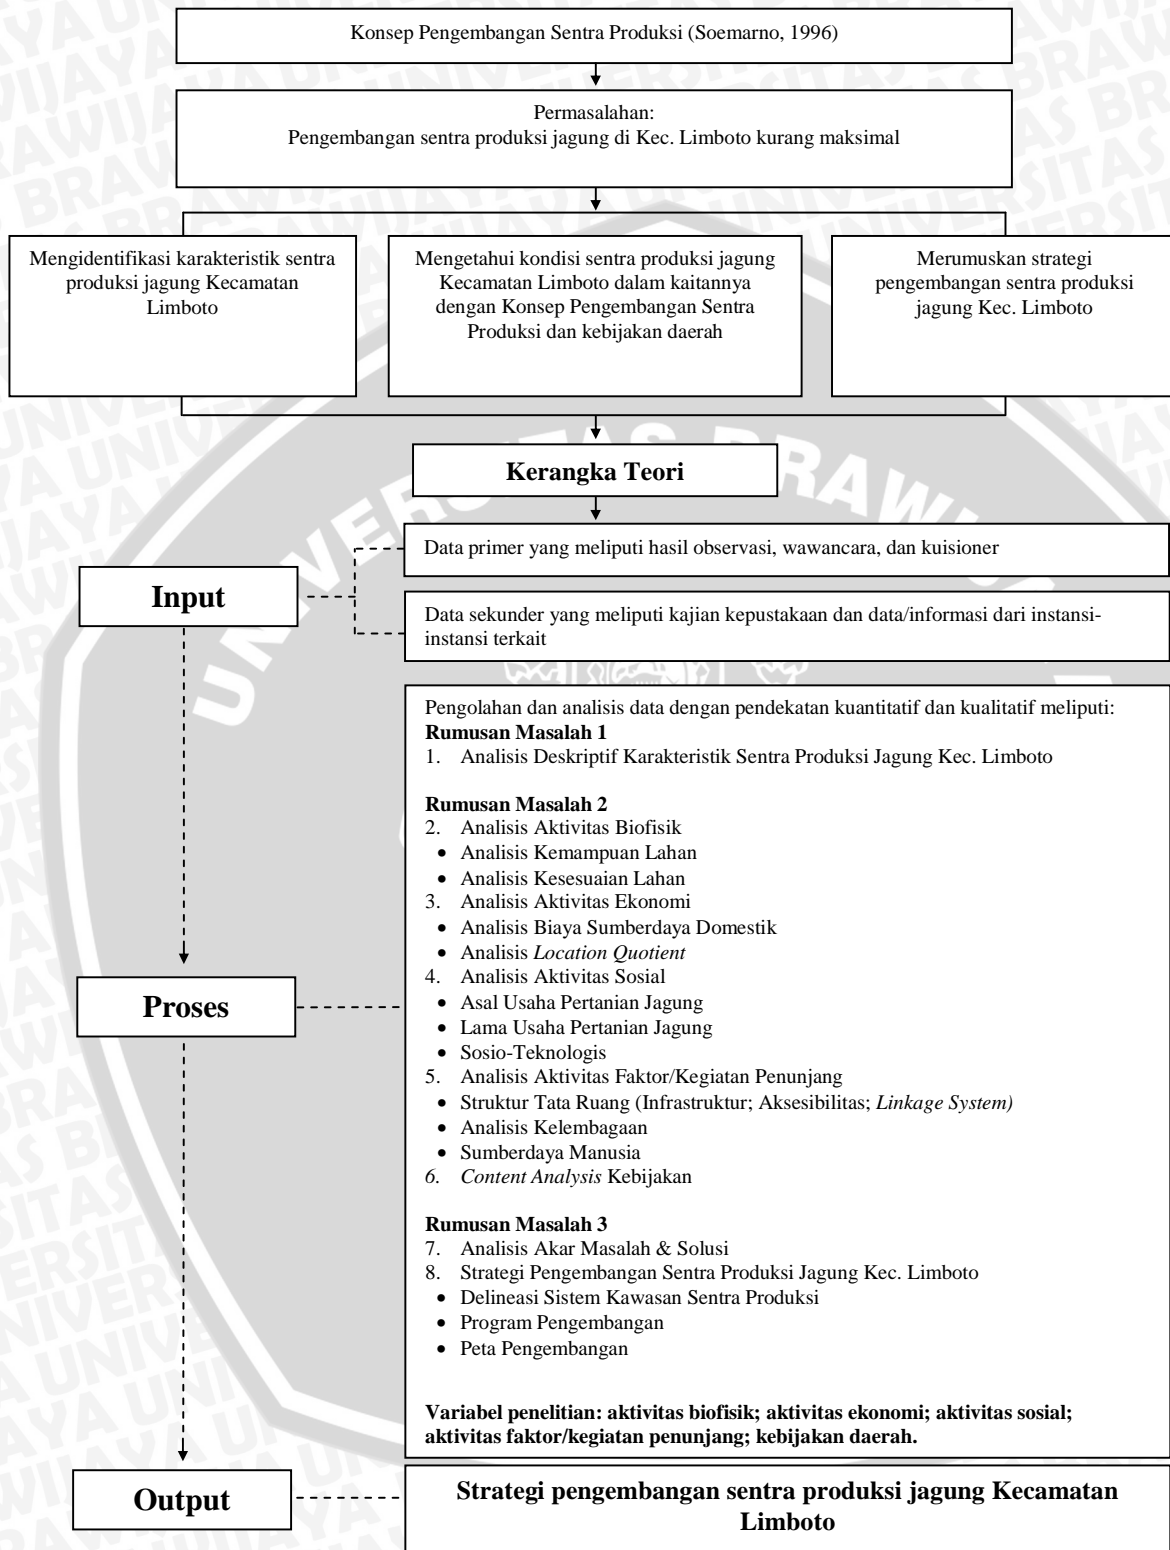 Konsep Pengembangan Sentra Produksi (Soemarno, 1996)
Permasalahan:
Pengembangan sentra produksi jagung di Kec. Limboto kurang maksimal
Mengidentifikasi karakteristik sentra
produksi jagung Kecamatan
Limboto
Mengetahui kondisi sentra produksi jagung
Kecamatan Limboto dalam kaitannya
dengan Konsep Pengembangan Sentra
Produksi dan kebijakan daerah
Merumuskan strategi
pengembangan sentra produksi
jagung Kec. Limboto
Kerangka Teori
Input
Data primer yang meliputi hasil observasi, wawancara, dan kuisioner
Data sekunder yang meliputi kajian kepustakaan dan data/informasi dari instansi-
instansi terkait
Proses
Pengolahan dan analisis data dengan pendekatan kuantitatif dan kualitatif meliputi:
Rumusan Masalah 1
1. Analisis Deskriptif Karakteristik Sentra Produksi Jagung Kec. Limboto
Rumusan Masalah 2
2. Analisis Aktivitas Biofisik
• Analisis Kemampuan Lahan
• Analisis Kesesuaian Lahan
3. Analisis Aktivitas Ekonomi
• Analisis Biaya Sumberdaya Domestik
• Analisis Location Quotient
4. Analisis Aktivitas Sosial
• Asal Usaha Pertanian Jagung
• Lama Usaha Pertanian Jagung
• Sosio-Teknologis
5. Analisis Aktivitas Faktor/Kegiatan Penunjang
• Struktur Tata Ruang (Infrastruktur; Aksesibilitas; Linkage System)
• Analisis Kelembagaan
• Sumberdaya Manusia
6. Content Analysis Kebijakan
Rumusan Masalah 3
7. Analisis Akar Masalah & Solusi
8. Strategi Pengembangan Sentra Produksi Jagung Kec. Limboto
• Delineasi Sistem Kawasan Sentra Produksi
• Program Pengembangan
• Peta Pengembangan
Variabel penelitian: aktivitas biofisik; aktivitas ekonomi; aktivitas sosial;
aktivitas faktor/kegiatan penunjang; kebijakan daerah.
Output
Strategi pengembangan sentra produksi jagung Kecamatan
Limboto
UNIVERSITAS BRAWIJAYA